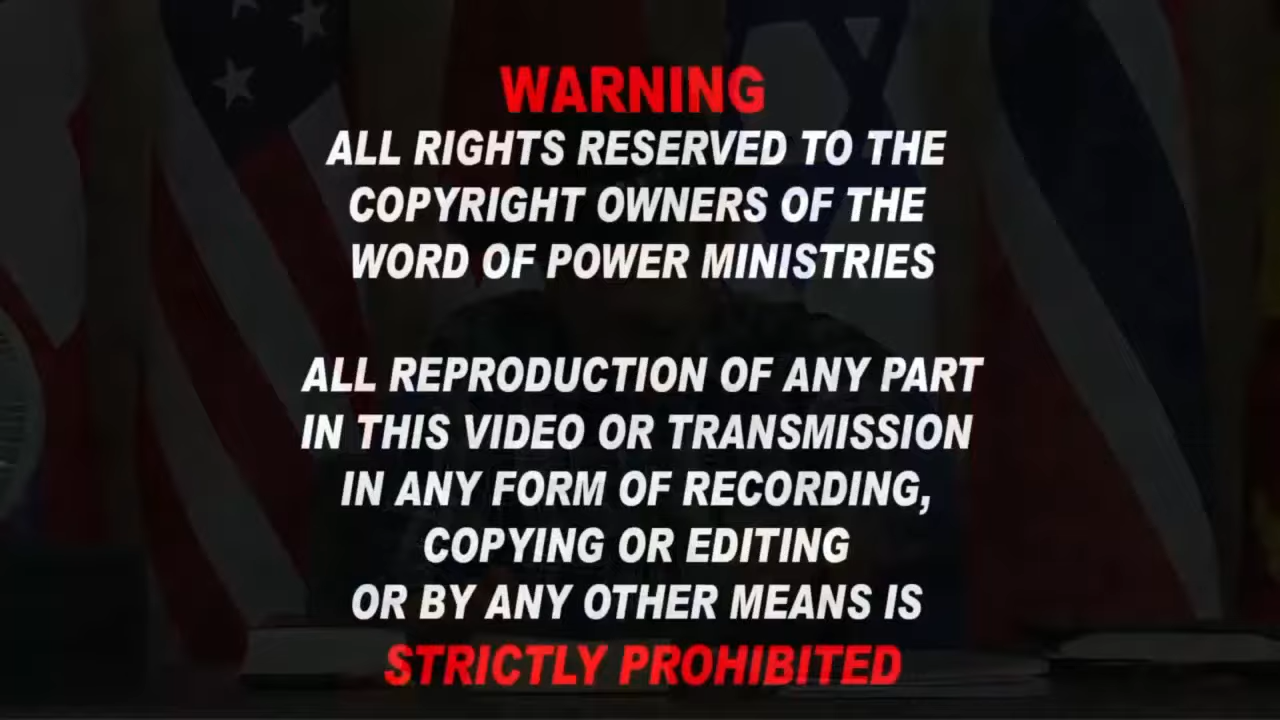 WARNING
ALL RIGHTS RESERVED TO THE
COPYRIGHT OWNERS OF THE
WORD OF POWER MINISTRIES
ALL REPRODUCTION OF ANY PART
IN THIS VIDEO OR TRANSMISSION
IN ANY FORM OF RECORDING,
COPYING OR EDITING
OR BY ANY OTHER MEANS IS
STRICTLY PROHIBITED